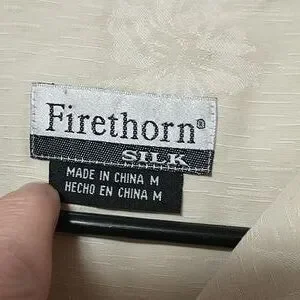 Firethorn®
SILK
MADE IN CHINA M
HECHO EN CHINA M